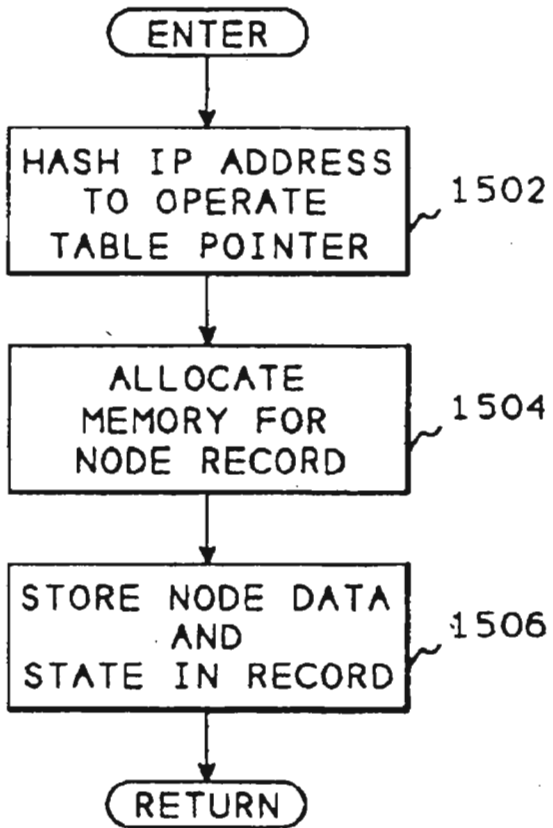 ENTER
HASH IP ADDRESS
TO OPERATE
TABLE POINTER
1502
ALLOCATE
MEMORY FOR
NODE RECORD
1504
STORE NODE DATA
AND
STATE IN RECORD
1506
RETURN